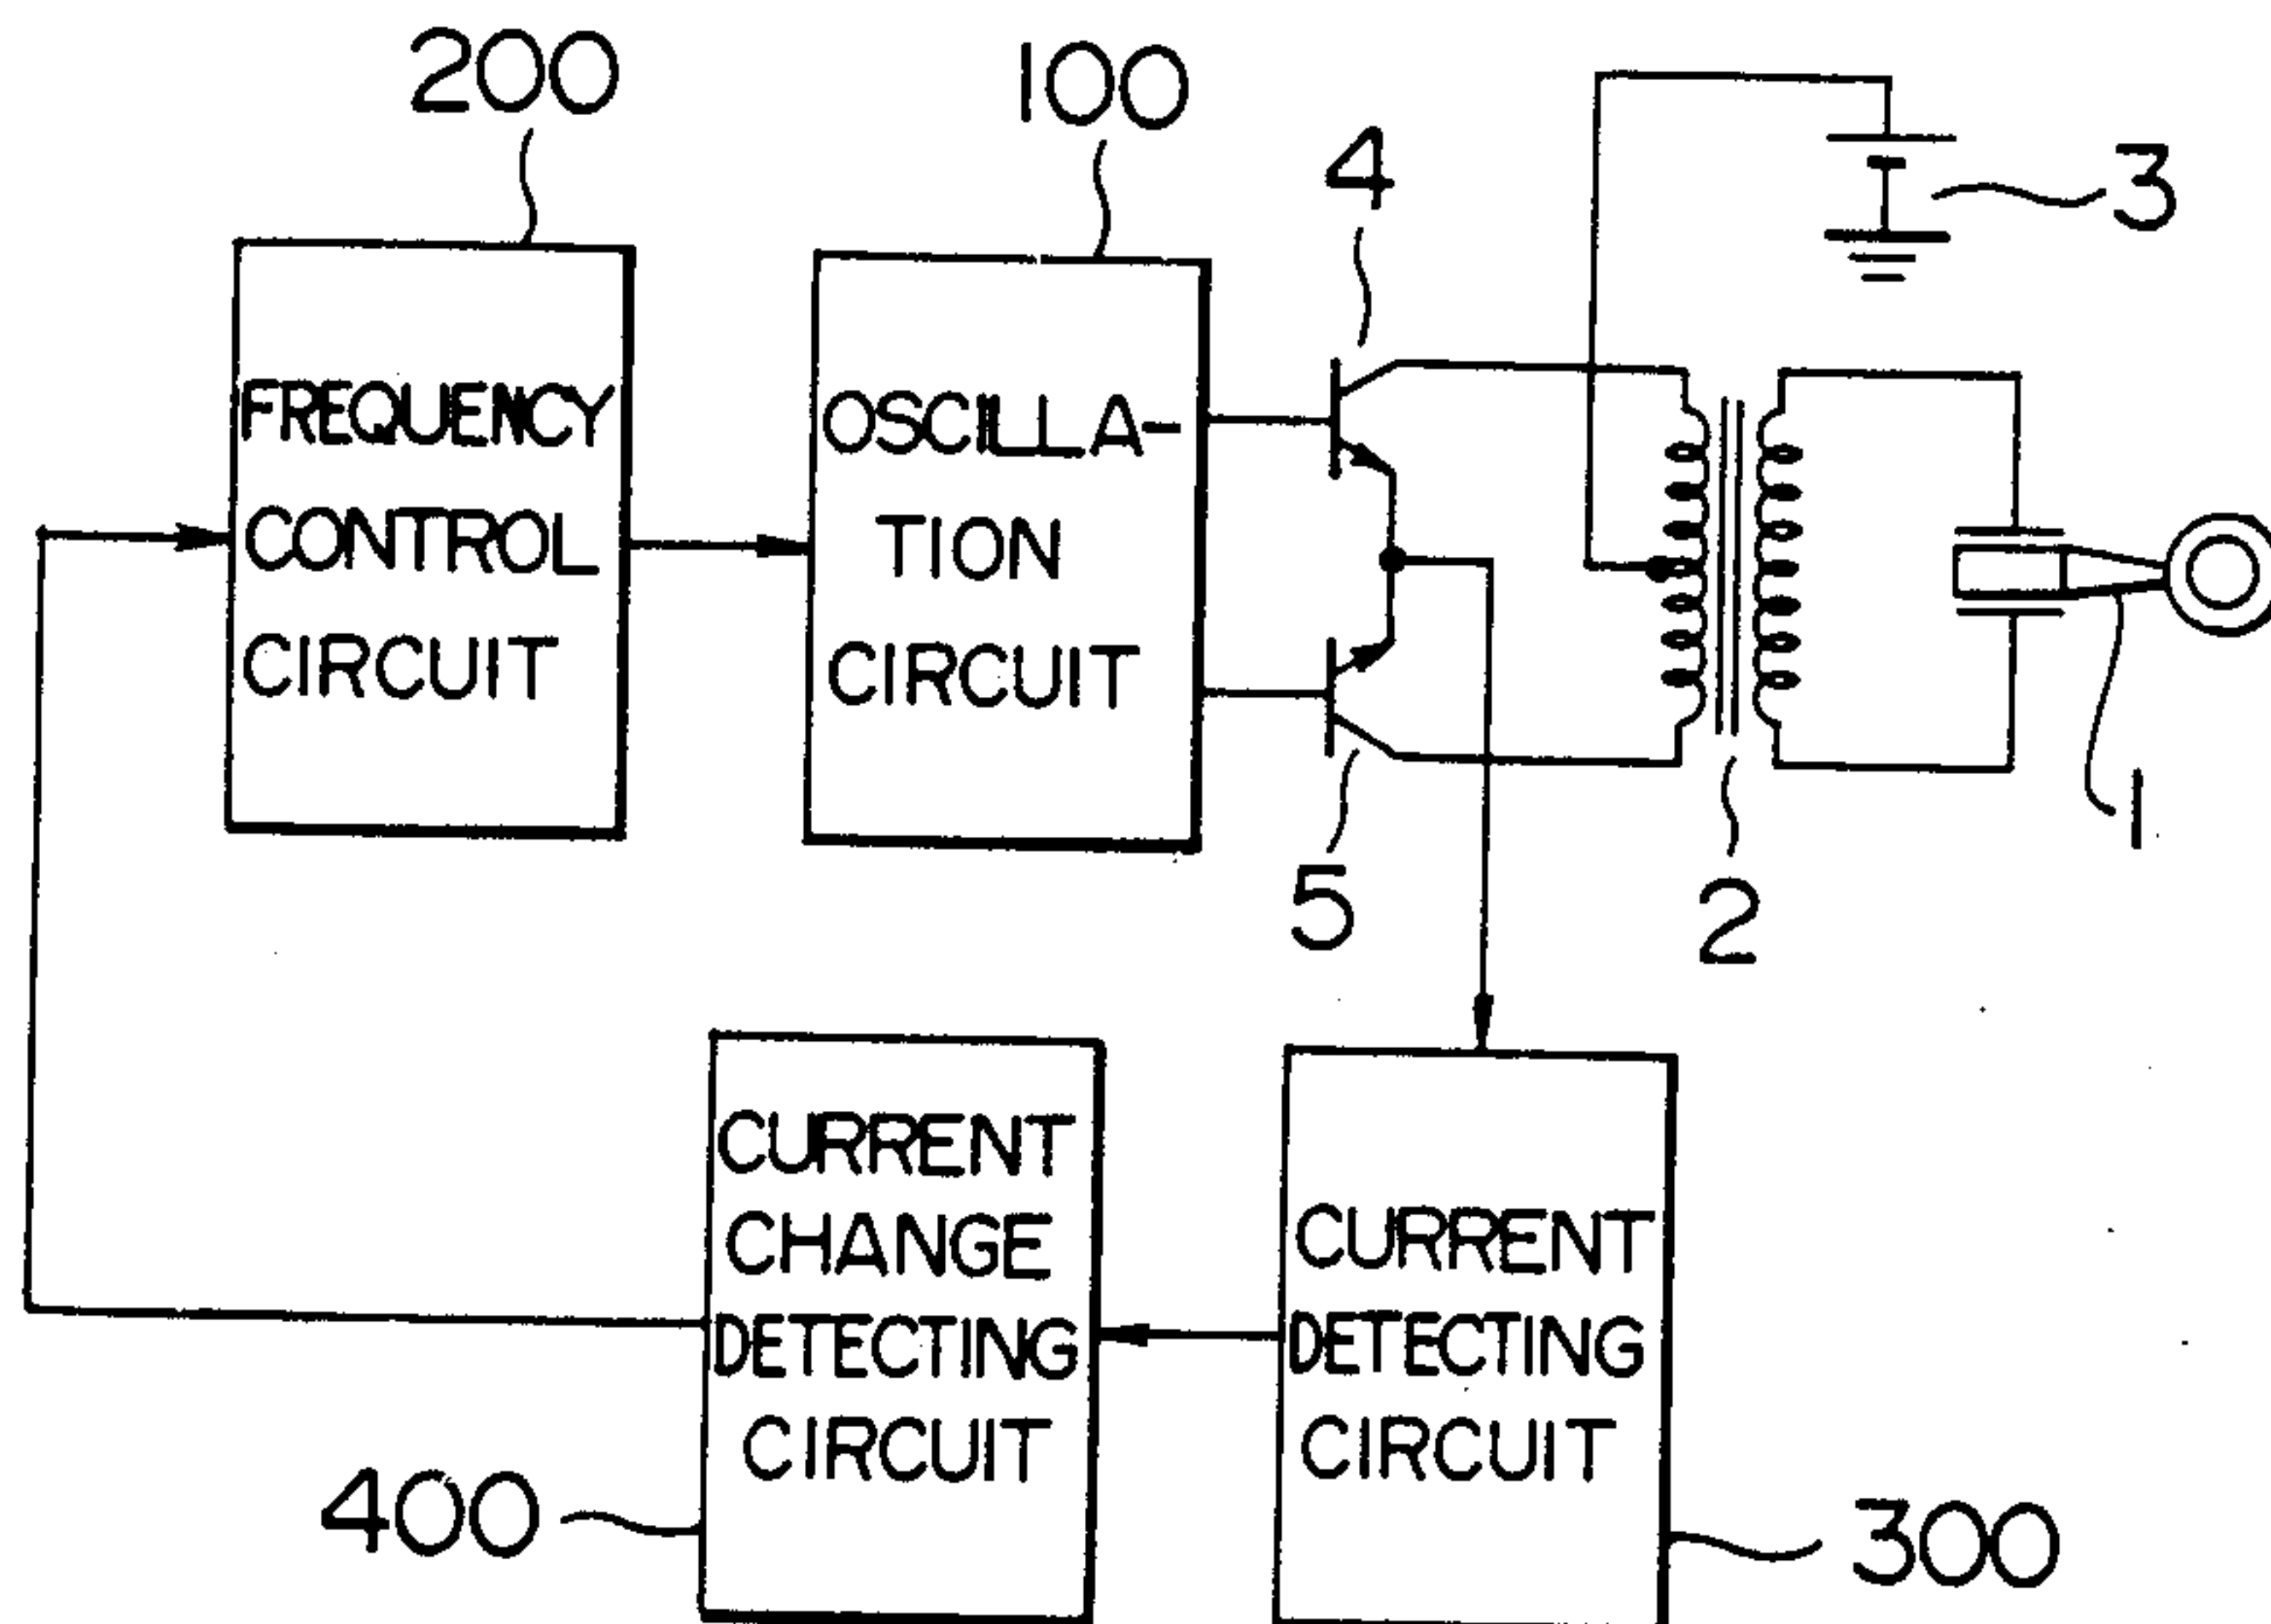 200
100
4
3
FREQUENCY
CONTROL
CIRCUIT
OSCILLA-
TION
CIRCUIT
5
2
1
CURRENT
CHANGE
DETECTING
CIRCUIT
CURRENT
DETECTING
CIRCUIT
400
300